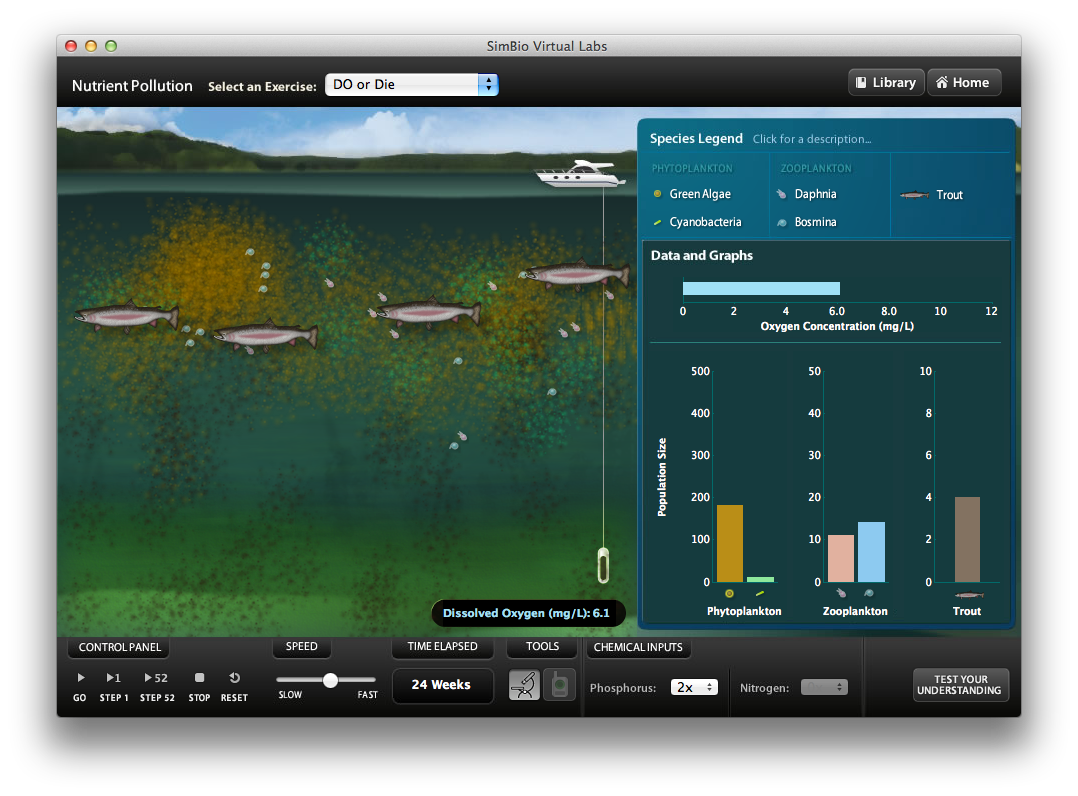 SimBio Virtual Labs
Nutrient Pollution Select an Exercise: DO or Die Library Home
Species Legend Click for a description...
PHYTOPLANKTON ZOOPLANKTON
Green Algae Daphnia Trout
Cyanobacteria Bosmina
Data and Graphs
0 2 4 6.0 8.0 10 12
Oxygen Concentration (mg/L)
500 50 10
400 40 8
300 30 6
Population Size
200 20 4
100 10 2
0 0 0
Phytoplankton Zooplankton Trout
Dissolved Oxygen (mg/L): 6.1
CONTROL PANEL SPEED TIME ELAPSED TOOLS CHEMICAL INPUTS
1 52
GO STEP 1 STEP 52 STOP RESET
SLOW FAST
24 Weeks
Phosphorus: 2x Nitrogen:
TEST YOUR
UNDERSTANDING